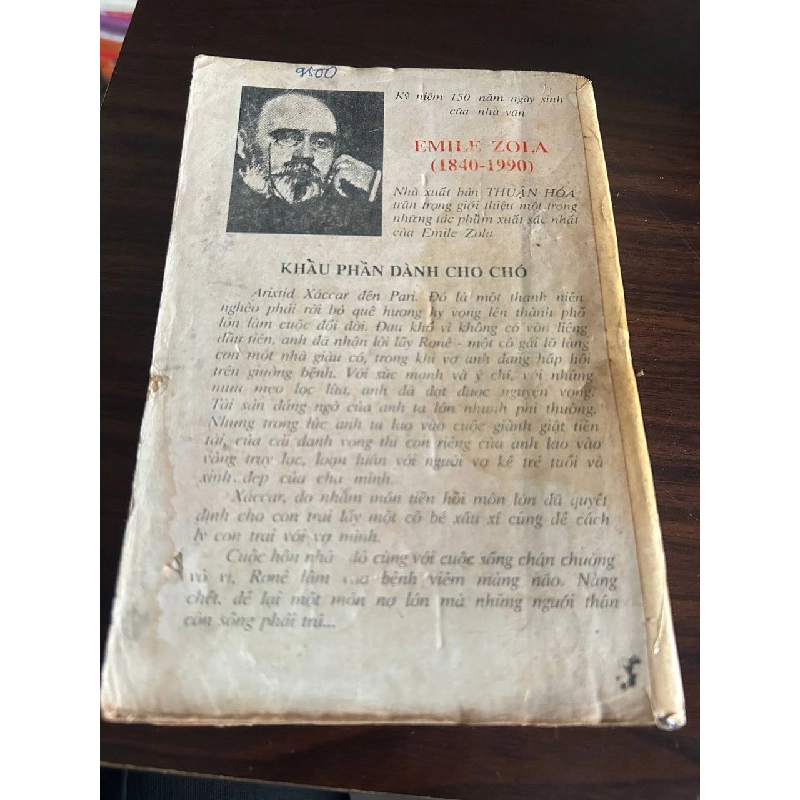 9500
Kỷ niệm 150 năm ngày sinh
của nhà văn
EMILE ZOLA
(1840-1990)
Nhà xuất bản THUẬN HÓA
trân trọng giới thiệu một trong
những tác phẩm xuất sắc nhất
của Emile Zola
KHẨU PHẦN DÀNH CHO CHÓ
Arixtid Xáccar đến Pari. Đó là một thanh niên
nghèo phải rời bỏ quê hương hy vọng lên thành phố
lớn làm cuộc đổi đời. Đau khổ vì không có vốn liếng
đầu tiên, anh đã nhận lời lấy Rơnê - một cô gái lỡ làng
con một nhà giàu có, trong khi vợ anh đang hấp hối
trên giường bệnh. Với sức mạnh và ý chí, với những
mưu mẹo lọc lừa, anh đã đạt được nguyện vọng.
Tài sản đáng ngờ của anh ta lớn nhanh phi thường.
Nhưng trong lúc anh ta lao vào cuộc giành giật tiền
tài, của cải danh vọng thì con riêng của anh lao vào
vòng trụy lạc, loạn luân với người vợ kế trẻ tuổi và
xinh đẹp của cha mình.
Xáccar, do nhắm món tiền hồi môn lớn đã quyết
định cho con trai lấy một cô bé xấu xí cũng để cách
ly con trai với vợ mình.
Cuộc hôn nhô đó cùng với cuộc sống chán chường
vô vị, Rơnê lâm vào bệnh viêm màng não. Nàng
chết, để lại một món nợ lớn mà những người thân
còn sống phải trả...